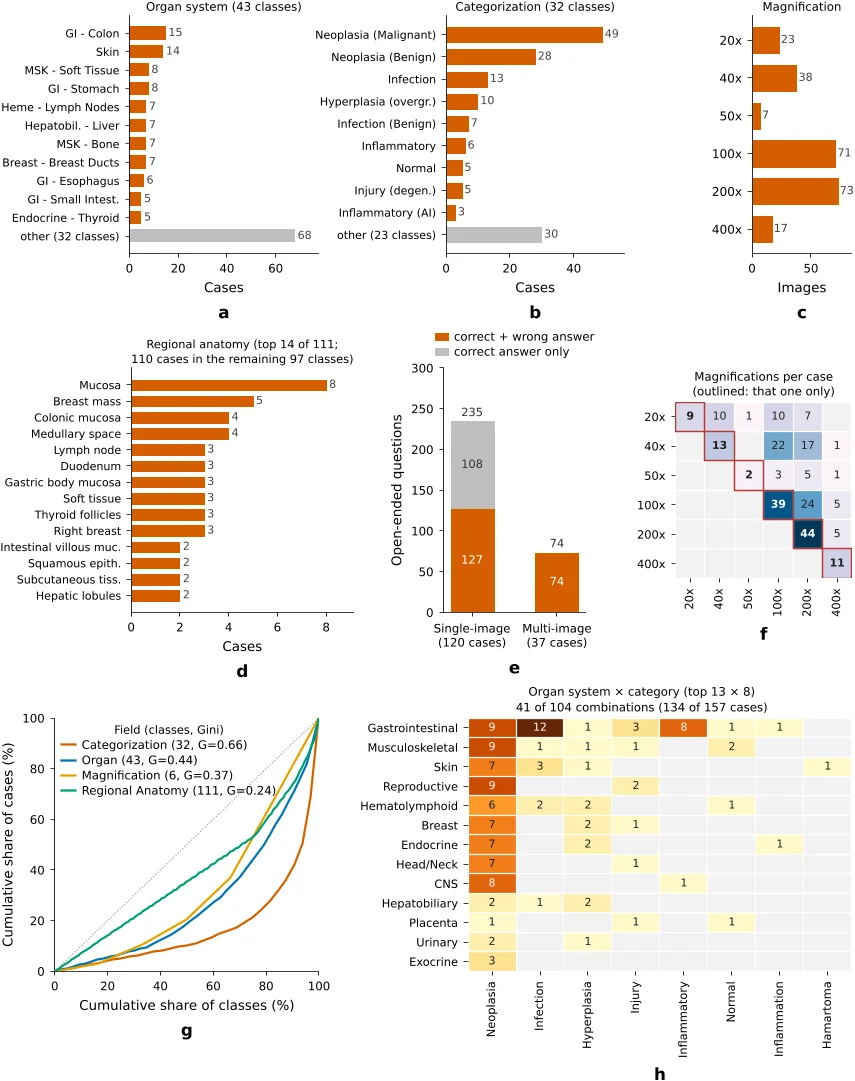 Organ system (43 classes)
GI - Colon 15
Skin 14
MSK - Soft Tissue 8
GI - Stomach 8
Heme - Lymph Nodes 7
Hepatobil. - Liver 7
MSK - Bone 7
Breast - Breast Ducts 7
GI - Esophagus 6
GI - Small Intest. 5
Endocrine - Thyroid 5
other (32 classes) 68
0 20 40 60
Cases
a
Categorization (32 classes)
Neoplasia (Malignant) 49
Neoplasia (Benign) 28
Infection 13
Hyperplasia (overgr.) 10
Infection (Benign) 7
Inflammatory 6
Normal 5
Injury (degen.) 5
Inflammatory (AI) 3
other (23 classes) 30
0 20 40
Cases
b
Magnification
20x 23
40x 38
50x 7
100x 71
200x 73
400x 17
0 50
Images
c
Regional anatomy (top 14 of 111;
110 cases in the remaining 97 classes)
Mucosa 8
Breast mass 5
Colonic mucosa 4
Medullary space 4
Lymph node 3
Duodenum 3
Gastric body mucosa 3
Soft tissue 3
Thyroid follicles 3
Right breast 3
Intestinal villous muc. 2
Squamous epith. 2
Subcutaneous tiss. 2
Hepatic lobules 2
0 2 4 6 8
Cases
d
correct + wrong answer
correct answer only
Open-ended questions
300
250
200
150
100
50
0
235
108
127
74
74
Single-image
(120 cases)
Multi-image
(37 cases)
e
Magnifications per case
(outlined: that one only)
20x 9 10 1 10 7
40x 13 22 17 1
50x 2 3 5 1
100x 39 24 5
200x 44 5
400x 11
20x 40x 50x 100x 200x 400x
f
Cumulative share of cases (%)
100
80
60
40
20
0
Field (classes, Gini)
Categorization (32, G=0.66)
Organ (43, G=0.44)
Magnification (6, G=0.37)
Regional Anatomy (111, G=0.24)
0 20 40 60 80 100
Cumulative share of classes (%)
g
Organ system × category (top 13 × 8)
41 of 104 combinations (134 of 157 cases)
Gastrointestinal 9 12 1 3 8 1 1
Musculoskeletal 9 1 1 1 2
Skin 7 3 1 1
Reproductive 9 2
Hematolymphoid 6 2 2 1
Breast 7 2 1
Endocrine 7 2 1
Head/Neck 7 1
CNS 8 1
Hepatobiliary 2 1 2
Placenta 1 1 1
Urinary 2 1
Exocrine 3
Neoplasia Infection Hyperplasia Injury Inflammatory Normal Inflammation Hamartoma
h